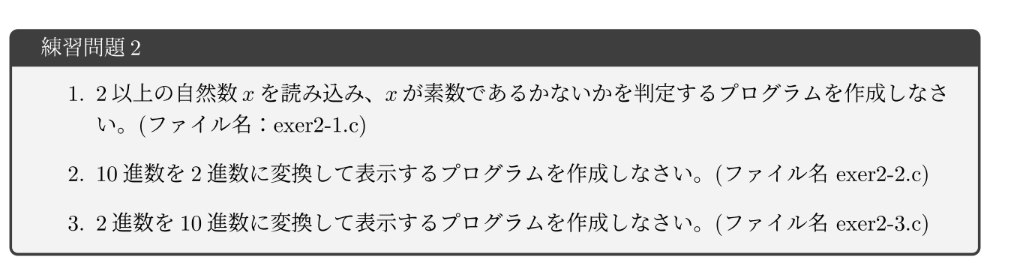 練習問題 2
1. 2 以上の自然数 x を読み込み、x が素数であるかないかを判定するプログラムを作成しなさ
い。(ファイル名：exer2-1.c)
2. 10 進数を 2 進数に変換して表示するプログラムを作成しなさい。(ファイル名 exer2-2.c)
3. 2 進数を 10 進数に変換して表示するプログラムを作成しなさい。(ファイル名 exer2-3.c)